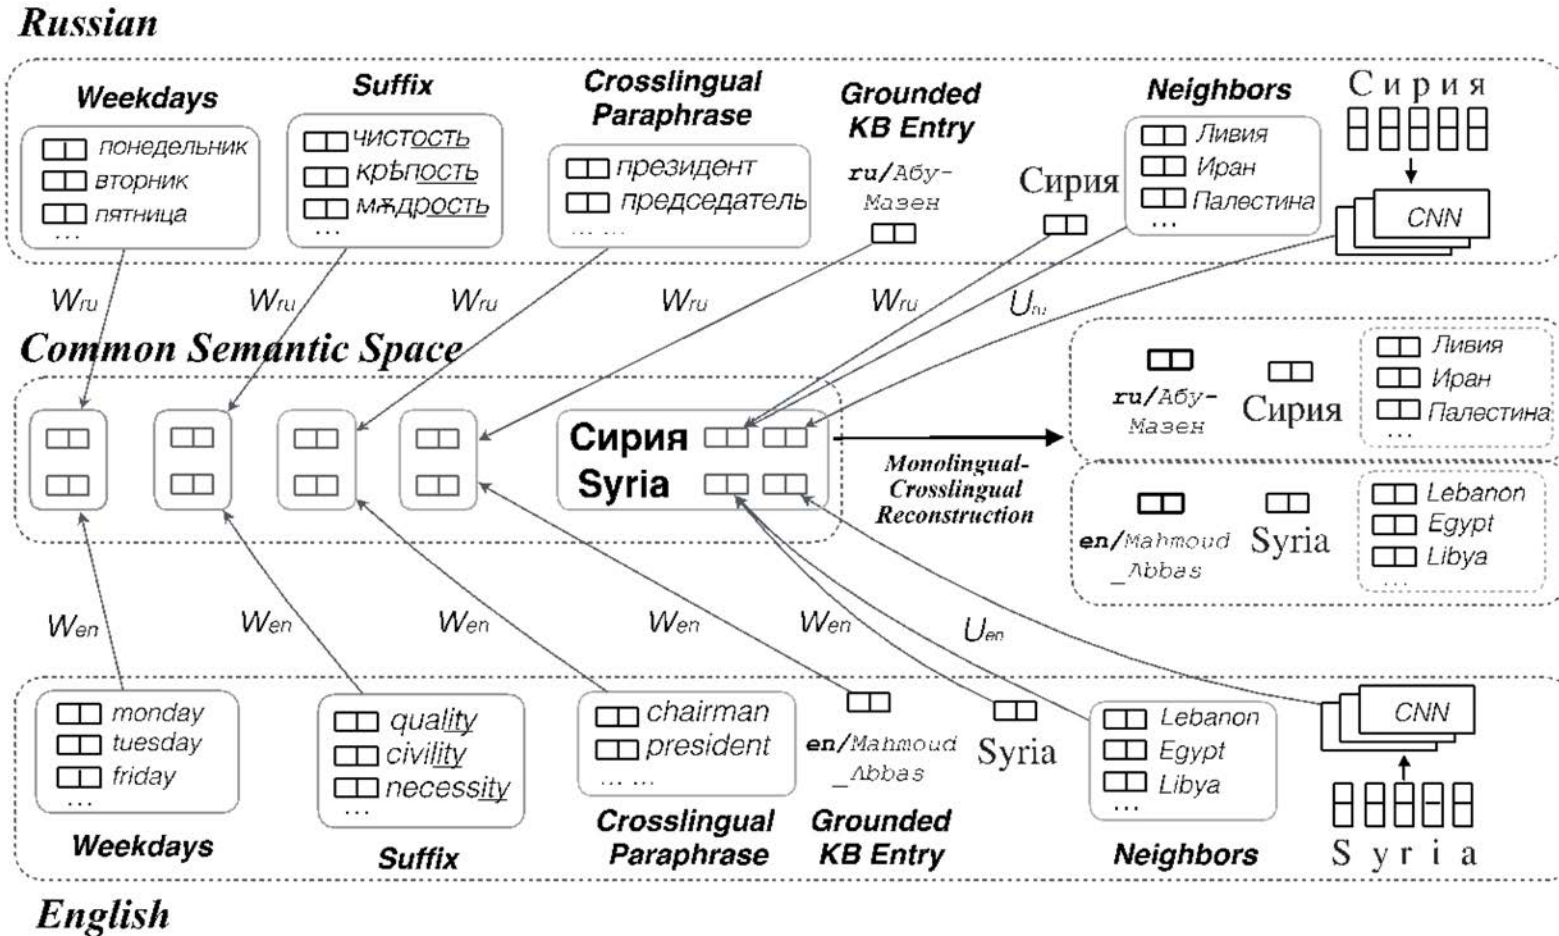 Russian
Weekdays
понедельник
вторник
пятница
...
Suffix
чистость
крѣпость
мѫдрость
...
Crosslingual
Paraphrase
президент
председатель
... ...
Grounded
KB Entry
ru/Абу-
Мазен
Сирия
Neighbors
Ливия
Иран
Палестина
...
Сирия
CNN
Wru
Wru
Wru
Wru
Wru
Uru
Common Semantic Space
Сирия
Syria
Monolingual-
Crosslingual
Reconstruction
ru/Абу-
Мазен
Сирия
Ливия
Иран
Палестина
...
en/Mahmoud
_Abbas
Syria
Lebanon
Egypt
Libya
...
Wen
Wen
Wen
Wen
Wen
Uen
monday
tuesday
friday
...
Weekdays
quality
civility
necessity
...
Suffix
chairman
president
... ...
Crosslingual
Paraphrase
en/Mahmoud
_Abbas
Grounded
KB Entry
Syria
Lebanon
Egypt
Libya
...
Neighbors
CNN
Syria
English